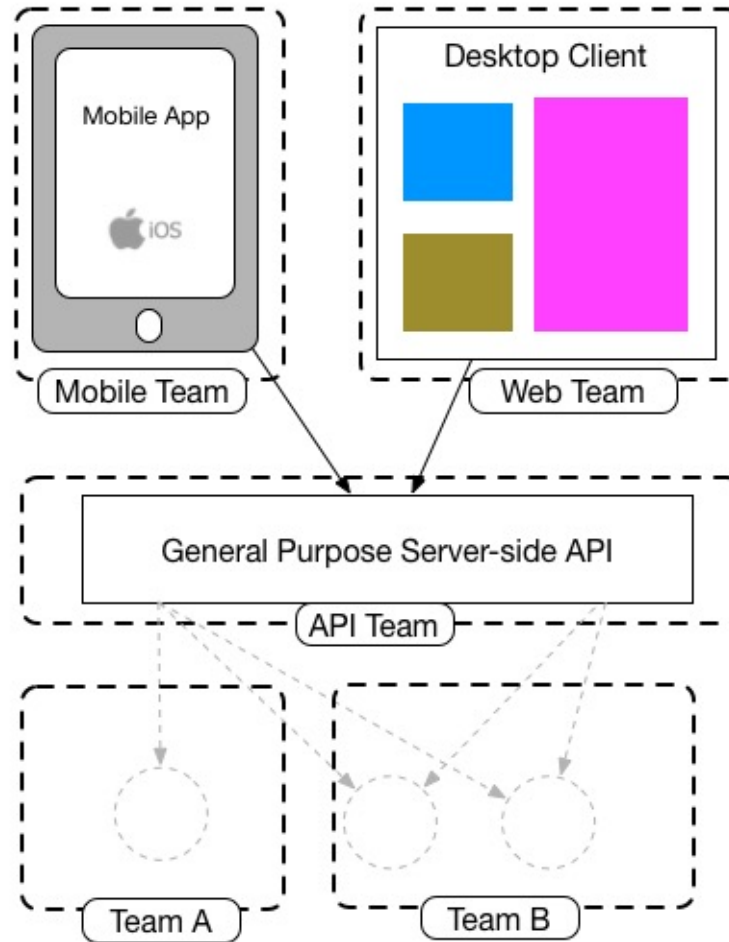 Desktop Client
Mobile App
iOS
Mobile Team
Web Team
General Purpose Server-side API
API Team
Team A
Team B